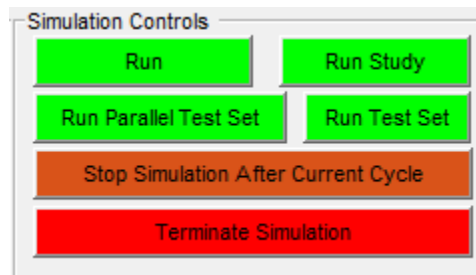 Simulation Controls
Run
Run Study
Run Parallel Test Set
Run Test Set
Stop Simulation After Current Cycle
Terminate Simulation